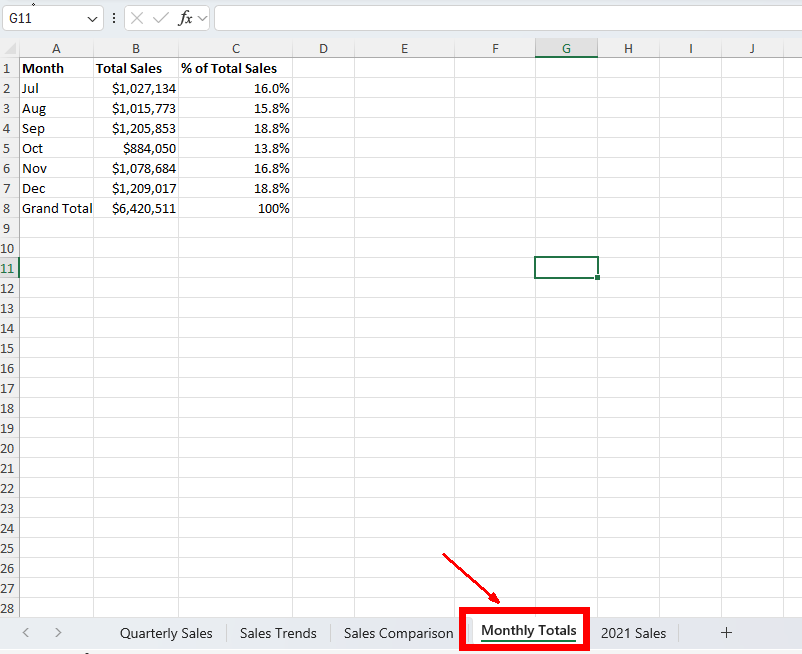 G11 fx
A B C D E F G H I J
1 Month Total Sales % of Total Sales
2 Jul $1,027,134 16.0%
3 Aug $1,015,773 15.8%
4 Sep $1,205,853 18.8%
5 Oct $884,050 13.8%
6 Nov $1,078,684 16.8%
7 Dec $1,209,017 18.8%
8 Grand Total $6,420,511 100%
9
10
11
12
13
14
15
16
17
18
19
20
21
22
23
24
25
26
27
28
Quarterly Sales Sales Trends Sales Comparison Monthly Totals 2021 Sales